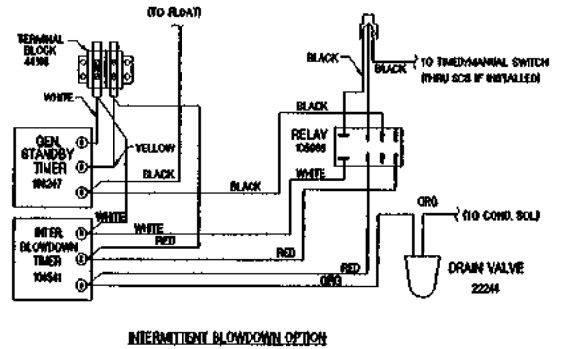 (TO FLOAT)
TERMINAL
BLOCK
BLACK
BLACK
TO TIMED/MANUAL SWITCH
(THRU SCB IF INSTALLED)
WHITE
BLACK
RELAY
GEN.
STANDBY
TIMER
YELLOW
BLACK
WHITE
BLACK
ORG
WHITE
WHITE
RED
(TO COND. SOL)
INTER.
BLOWDOWN
TIMER
RED
RED
ORG
DRAIN VALVE
22244
INTERMITTENT BLOWDOWN OPTION